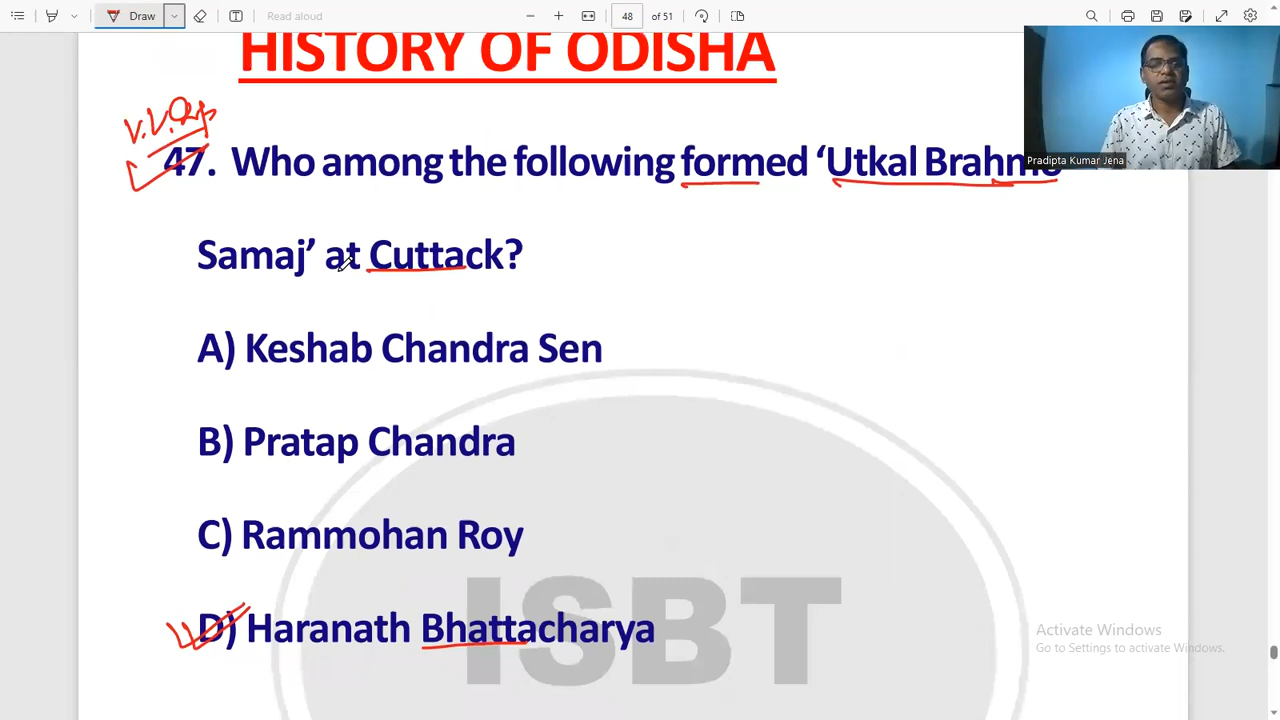 Draw
Read aloud
48 of 51
HISTORY OF ODISHA
V.V.
47. Who among the following formed ‘Utkal Brahmo
Pradipta Kumar Jena
Samaj’ at Cuttack?
A) Keshab Chandra Sen
B) Pratap Chandra
C) Rammohan Roy
D) Haranath Bhattacharya
ISBT
Activate Windows
Go to Settings to activate Windows.